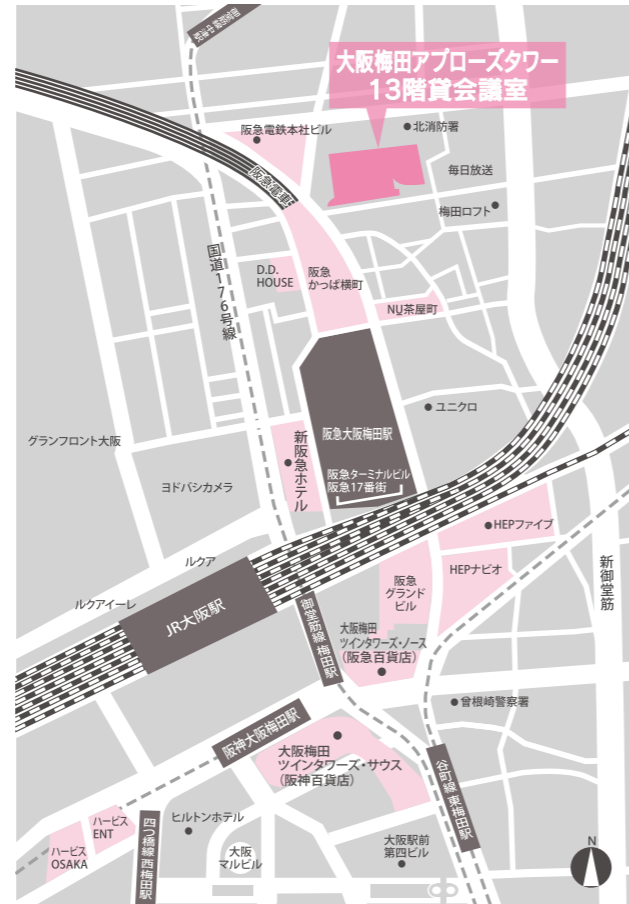 御堂筋線 中津駅
大阪梅田アプローズタワー
13階貸会議室
阪急電鉄本社ビル
北消防署
毎日放送
阪急電車
梅田ロフト
国道176号線
D.D.
HOUSE
阪急
かっぱ横町
NU茶屋町
ユニクロ
阪急大阪梅田駅
グランフロント大阪
新阪急ホテル
ヨドバシカメラ
阪急ターミナルビル
阪急17番街
HEPファイブ
ルクア
HEPナビオ
新御堂筋
阪急
グランド
ビル
ルクアイーレ
JR大阪駅
御堂筋線 梅田駅
大阪梅田
ツインタワーズ・ノース
(阪急百貨店)
曾根崎警察署
阪神大阪梅田駅
大阪梅田
ツインタワーズ・サウス
(阪神百貨店)
谷町線 東梅田駅
ハービス
ENT
ハービス
OSAKA
四つ橋線 西梅田駅
ヒルトンホテル
大阪
マルビル
大阪駅前
第四ビル
N